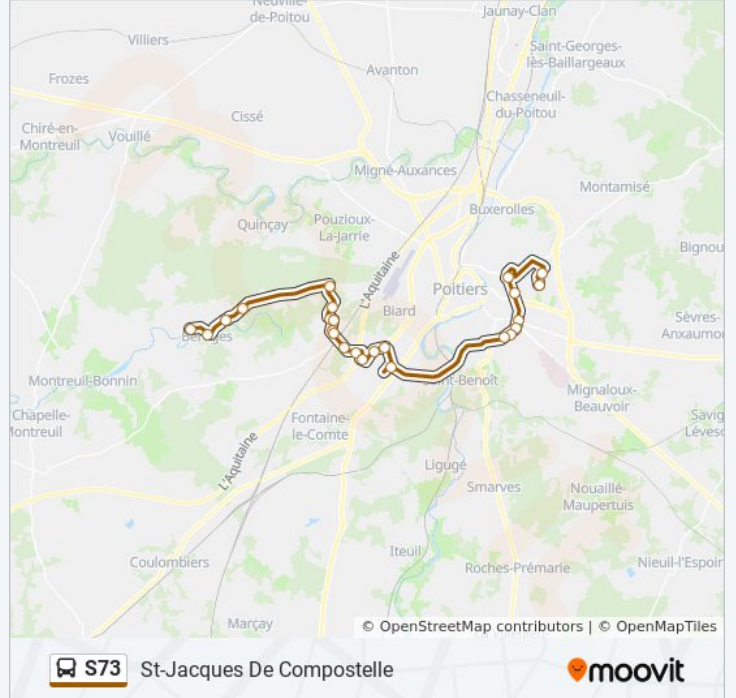 Neuville-
de-Poitou
Jaunay-Clan
Villiers
Saint-Georges-
lès-Baillargeaux
Avanton
Frozes
Chasseneuil-
du-Poitou
Cissé
Chiré-en-
Montreuil
Vouillé
Migné-Auxances
Montamisé
Buxerolles
Quinçay
Pouzioux-
La-Jarrie
Bignou
L'Aquitaine
Poitiers
Biard
Sèvres-
Anxaumo
Béruges
Montreuil-Bonnin
int-Benoît
Mignaloux-
Beauvoir
Chapelle-
Montreuil
Fontaine-
le-Comte
Savig
Léves
L'Aquitaine
Ligugé
Smarves
Nouaillé-
Maupertuis
Iteuil
Coulombiers
Roches-Prémarie
Nieuil-l'Espoir
Marçay
© OpenStreetMap contributors | © OpenMapTiles
S73 St-Jacques De Compostelle
moovit